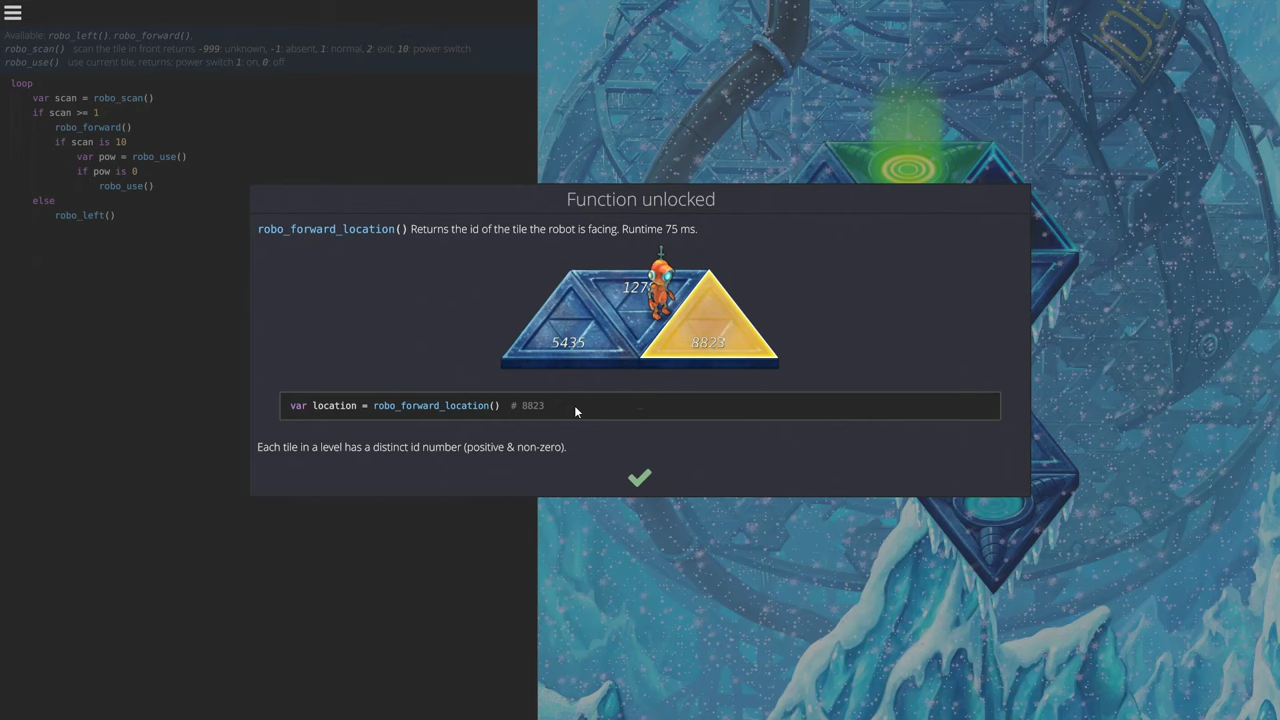 Available: robo_left(), robo_forward(),
robo_scan() scan the tile in front returns -999: unknown, -1: absent, 1: normal, 2: exit, 10: power switch
robo_use() use current tile, returns: power switch 1: on, 0: off
loop
var scan = robo_scan()
if scan >= 1
robo_forward()
if scan is 10
var pow = robo_use()
if pow is 0
robo_use()
else
robo_left()
Function unlocked
robo_forward_location() Returns the id of the tile the robot is facing. Runtime 75 ms.
5435
8823
var location = robo_forward_location() # 8823
Each tile in a level has a distinct id number (positive & non-zero).